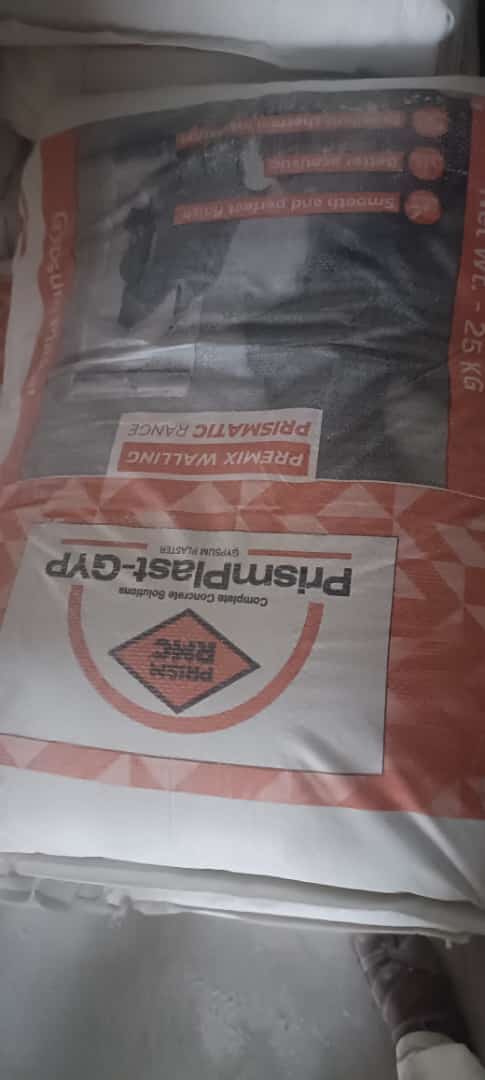 PRISM
RMC
Complete Concrete Solutions
PrismPlast-GYP
GYPSUM PLASTER
PREMIX WALLING
PRISMATIC RANGE
Smooth and perfect finish
Better acoustic
Net Wt. - 25 KG